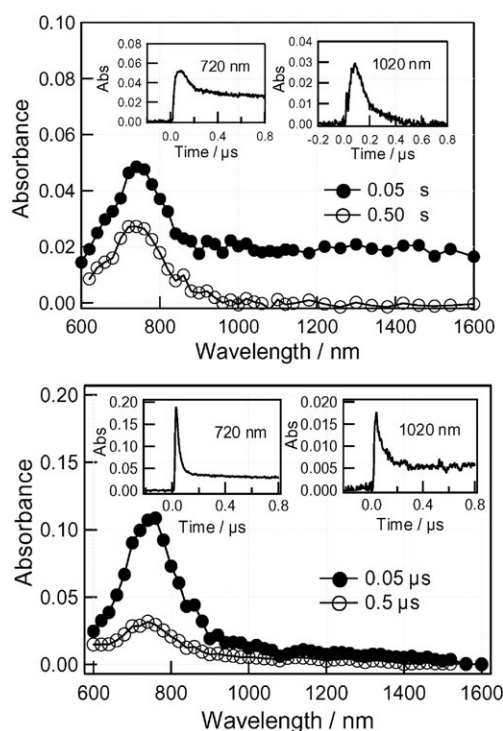 0.10
0.08
0.06
0.04
0.02
0.00
Absorbance
0.08
0.06
0.04
0.02
0.00
Abs
720 nm
0.0 0.4 0.8
Time / µs
0.04
0.03
0.02
0.01
0.00
Abs
1020 nm
-0.2 0.0 0.2 0.4 0.6 0.8
Time / µs
0.05 s
0.50 s
600 800 1000 1200 1400 1600
Wavelength / nm
0.20
0.15
0.10
0.05
0.00
Absorbance
0.20
0.15
0.10
0.05
0.00
Abs
720 nm
0.0 0.4 0.8
Time / µs
0.020
0.015
0.010
0.005
0.000
Abs
1020 nm
0.0 0.4 0.8
Time / µs
0.05 µs
0.5 µs
600 800 1000 1200 1400 1600
Wavelength / nm